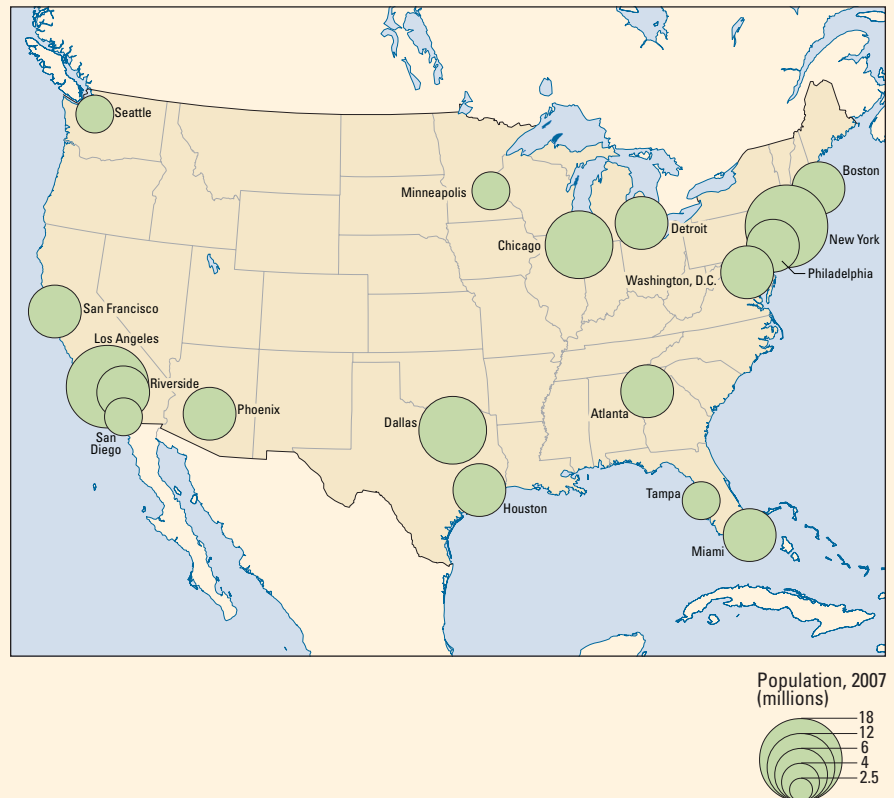 Seattle
Minneapolis
Boston
Chicago
Detroit
New York
Philadelphia
Washington, D.C.
San Francisco
Los Angeles
Riverside
Phoenix
San
Diego
Dallas
Atlanta
Houston
Tampa
Miami
Population, 2007
(millions)
18
12
6
4
2.5